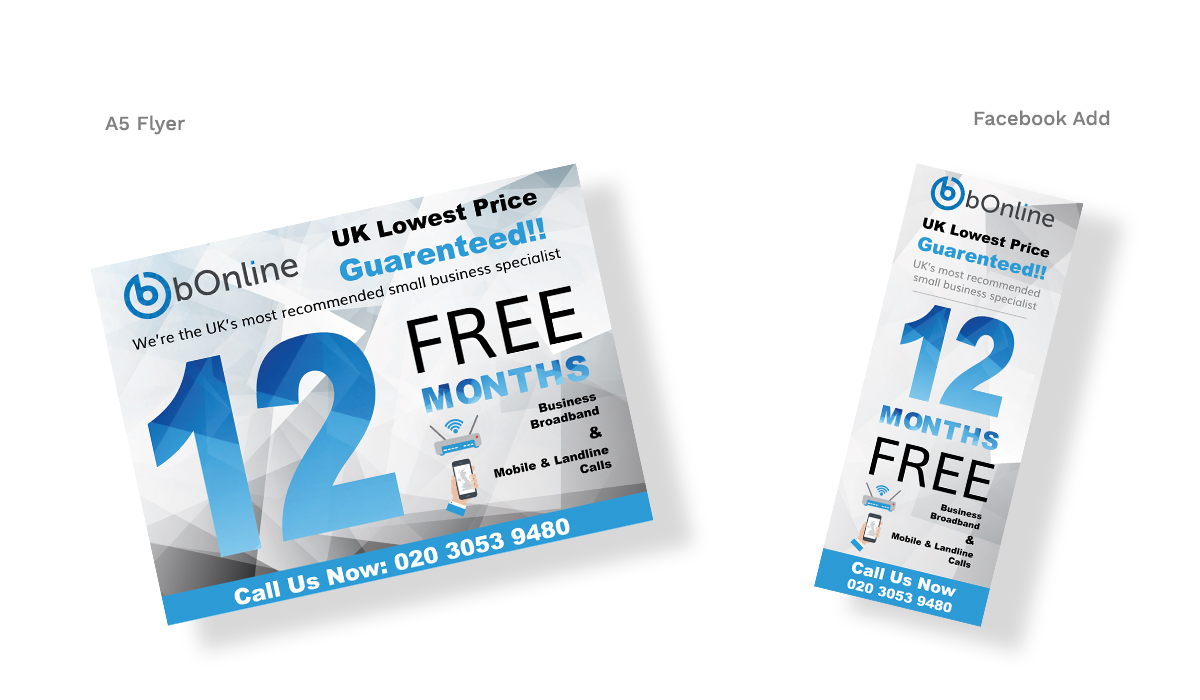 A5 Flyer
bOnline
UK Lowest Price
Guarenteed!!
We're the UK's most recommended small business specialist
12
FREE
MONTHS
Business
Broadband
&
Mobile & Landline
Calls
Call Us Now: 020 3053 9480
Facebook Add
bOnline
UK Lowest Price
Guarenteed!!
UK's most recommended
small business specialist
12
MONTHS
FREE
Business
Broadband
&
Mobile & Landline
Calls
Call Us Now
020 3053 9480